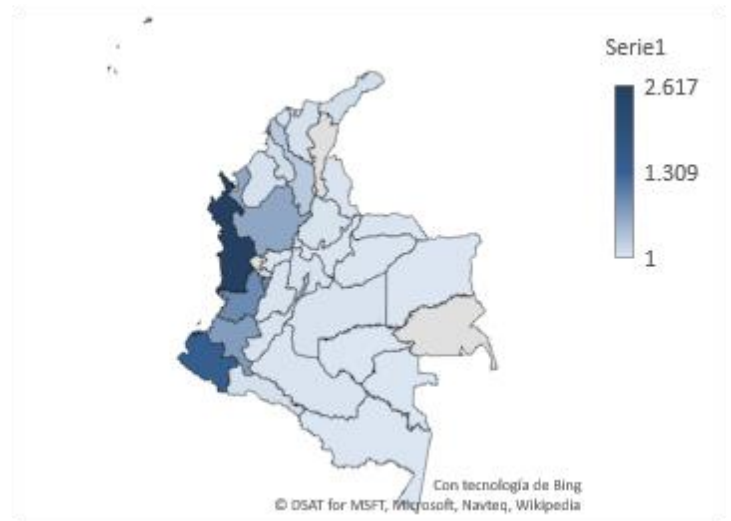 Serie1
2.617
1.309
1
Con tecnología de Bing
© DSAT for MSFT, Microsoft, Navteq, Wikipedia